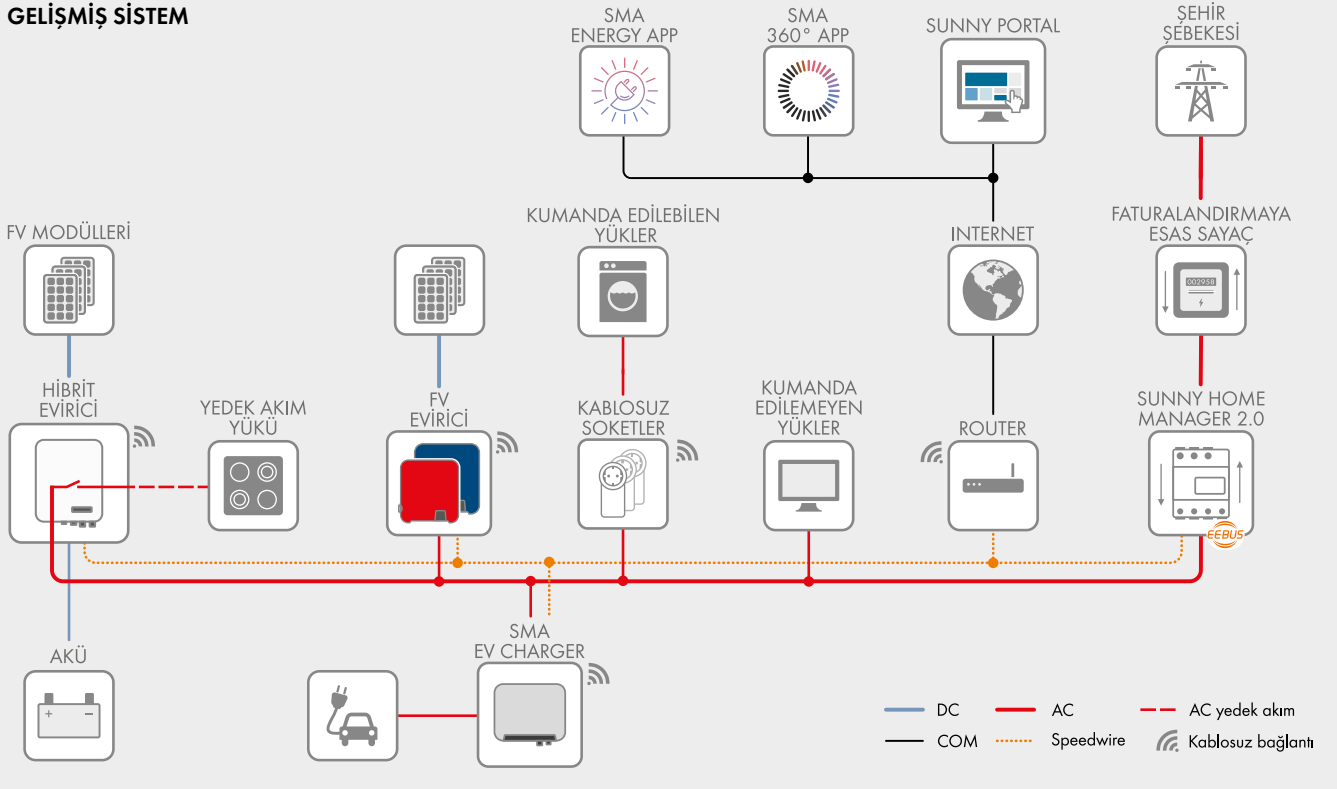 GELİŞMİŞ SİSTEM
SMA
ENERGY APP
SMA
360° APP
SUNNY PORTAL
ŞEHİR
ŞEBEKESİ
FV MODÜLLERİ
KUMANDA EDİLEBİLEN
YÜKLER
INTERNET
FATURALANDIRMAYA
ESAS SAYAÇ
002958
HİBRİT
EVİRİCİ
YEDEK AKIM
YÜKÜ
FV
EVİRİCİ
KABLOSUZ
SOKETLER
KUMANDA
EDİLEMEYEN
YÜKLER
ROUTER
SUNNY HOME
MANAGER 2.0
EEBUS
AKÜ
+ −
SMA
EV CHARGER
DC
AC
AC yedek akım
COM
Speedwire
Kablosuz bağlantı